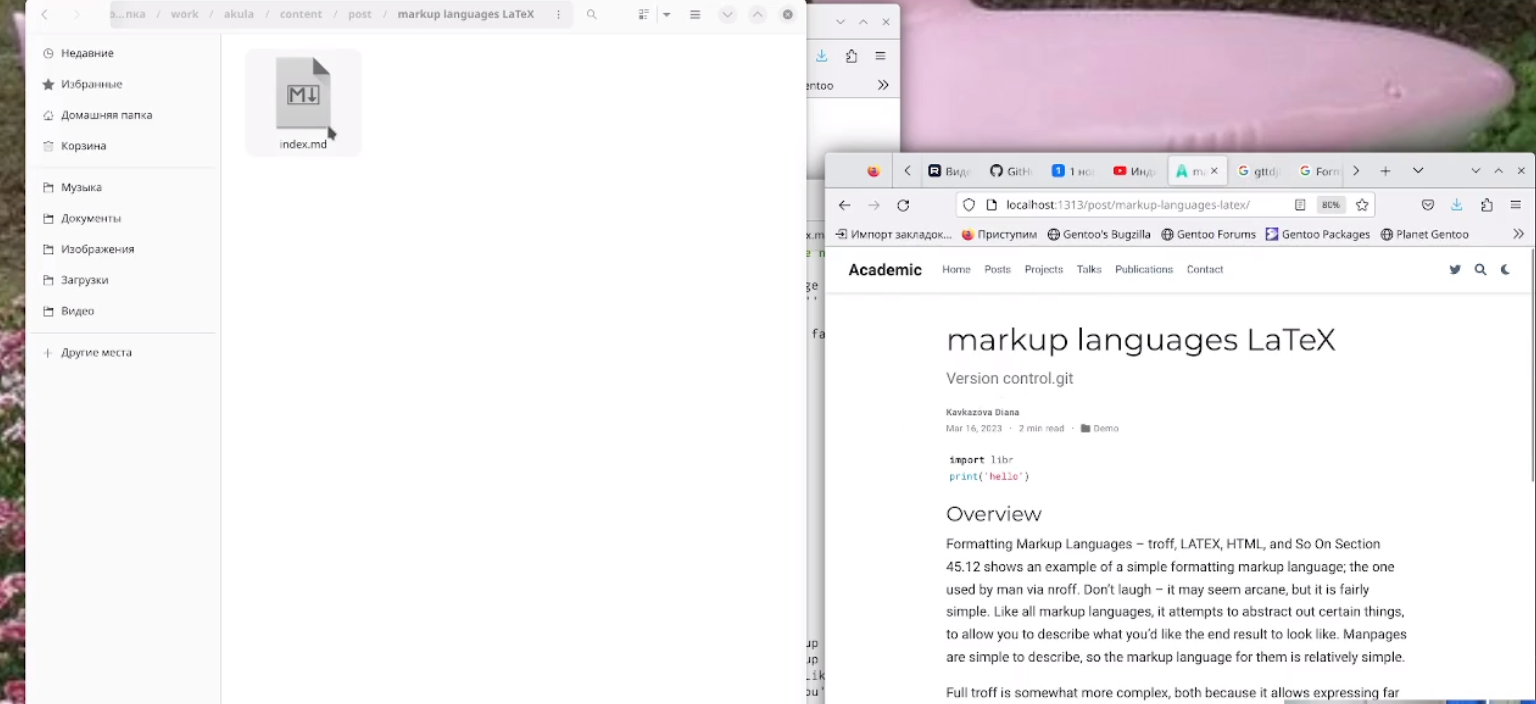 work / akula / content / post / markup languages LaTeX
Недавние
Избранные
Домашняя папка
Корзина
Музыка
Документы
Изображения
Загрузки
Видео
Другие места
M
index.md
entoo
GitH
1 но
Инд
m
gttdj
Form
localhost:1313/post/markup-languages-latex/
80%
Импорт закладок...
Приступим
Gentoo's Bugzilla
Gentoo Forums
Gentoo Packages
Planet Gentoo
Academic
Home
Posts
Projects
Talks
Publications
Contact
markup languages LaTeX
Version control.git
Kavkazova Diana
Mar 16, 2023 · 2 min read · Demo
import libr
print('hello')
Overview
Formatting Markup Languages – troff, LATEX, HTML, and So On Section
45.12 shows an example of a simple formatting markup language; the one
used by man via nroff. Don't laugh – it may seem arcane, but it is fairly
simple. Like all markup languages, it attempts to abstract out certain things,
to allow you to describe what you'd like the end result to look like. Manpages
are simple to describe, so the markup language for them is relatively simple.
Full troff is somewhat more complex, both because it allows expressing far